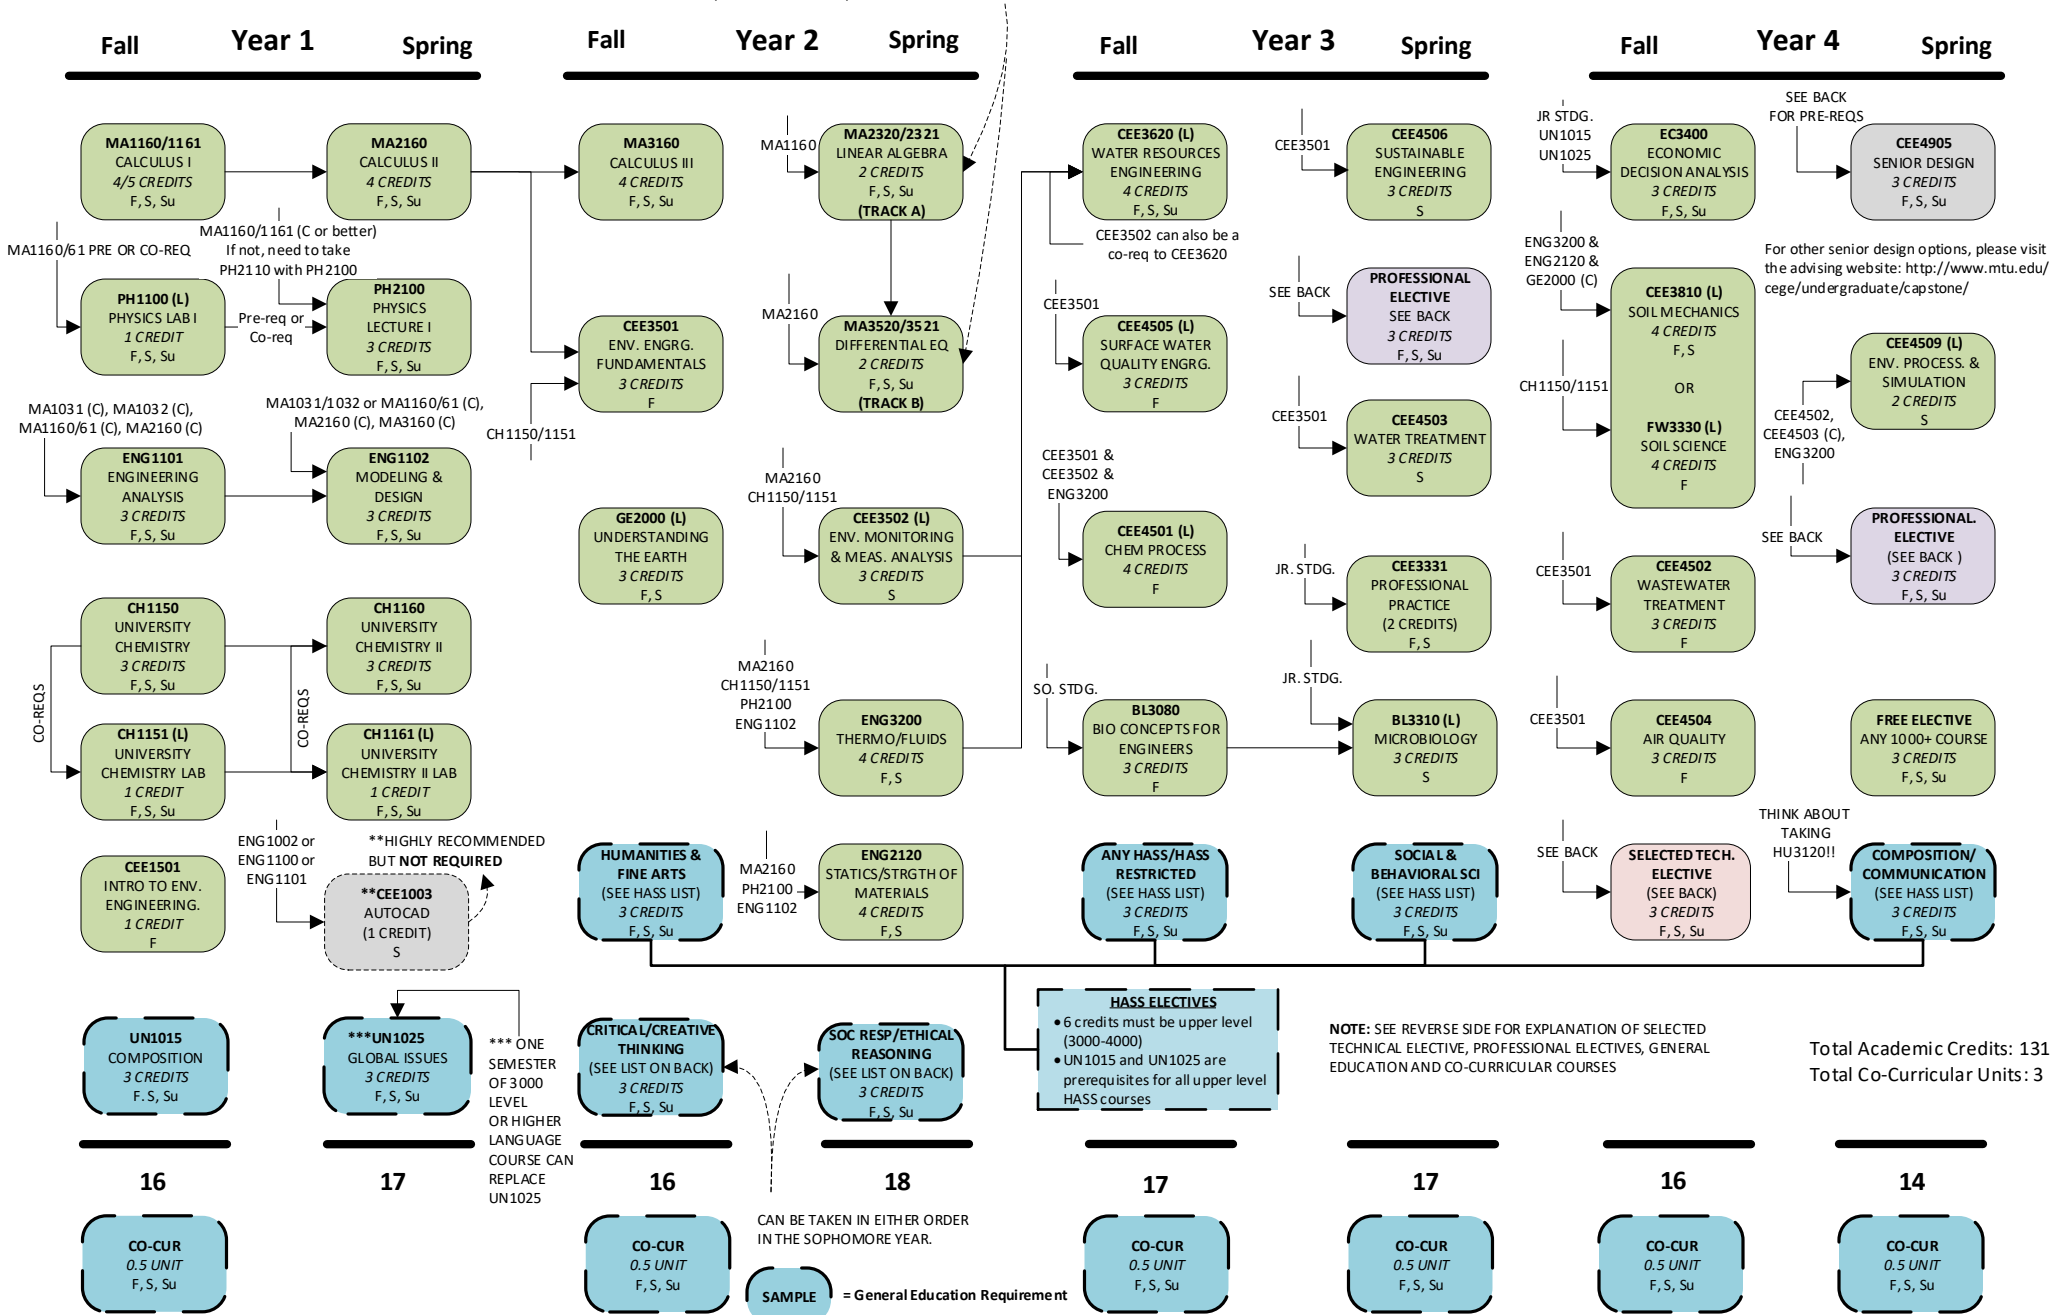 Fall
Year 1
Spring
Fall
Year 2
Spring
Fall
Year 3
Spring
Fall
Year 4
Spring
MA1160/1161
CALCULUS I
4/5 CREDITS
F, S, Su
MA2160
CALCULUS II
4 CREDITS
F, S, Su
MA3160
CALCULUS III
4 CREDITS
F, S, Su
MA1160
MA2320/2321
LINEAR ALGEBRA
2 CREDITS
F, S, Su
(TRACK A)
CEE3620 (L)
WATER RESOURCES
ENGINEERING
4 CREDITS
F, S, Su
CEE3502 can also be a
co-req to CEE3620
CEE3501
CEE4506
SUSTAINABLE
ENGINEERING
3 CREDITS
S
JR STDG.
UN1015
UN1025
EC3400
ECONOMIC
DECISION ANALYSIS
3 CREDITS
F, S, Su
SEE BACK
FOR PRE-REQS
CEE4905
SENIOR DESIGN
3 CREDITS
F, S, Su
For other senior design options, please visit
the advising website: http://www.mtu.edu/
cege/undergraduate/capstone/
MA1160/61 PRE OR CO-REQ
PH1100 (L)
PHYSICS LAB I
1 CREDIT
F, S, Su
Pre-req or
Co-req
MA1160/1161 (C or better)
If not, need to take
PH2110 with PH2100
PH2100
PHYSICS
LECTURE I
3 CREDITS
F, S, Su
CEE3501
ENV. ENGRG.
FUNDAMENTALS
3 CREDITS
F
CH1150/1151
MA2160
MA3520/3521
DIFFERENTIAL EQ
2 CREDITS
F, S, Su
(TRACK B)
CEE3501
CEE4505 (L)
SURFACE WATER
QUALITY ENGRG.
3 CREDITS
F
SEE BACK
PROFESSIONAL
ELECTIVE
SEE BACK
3 CREDITS
F, S, Su
ENG3200 &
ENG2120 &
GE2000 (C)
CH1150/1151
CEE3810 (L)
SOIL MECHANICS
4 CREDITS
F, S
OR
FW3330 (L)
SOIL SCIENCE
4 CREDITS
F
CEE4502,
CEE4503 (C),
ENG3200
CEE4509 (L)
ENV. PROCESS. &
SIMULATION
2 CREDITS
S
MA1031 (C), MA1032 (C),
MA1160/61 (C), MA2160 (C)
ENG1101
ENGINEERING
ANALYSIS
3 CREDITS
F, S, Su
MA1031/1032 or MA1160/61 (C),
MA2160 (C), MA3160 (C)
ENG1102
MODELING &
DESIGN
3 CREDITS
F, S, Su
GE2000 (L)
UNDERSTANDING
THE EARTH
3 CREDITS
F, S
MA2160
CH1150/1151
CEE3502 (L)
ENV. MONITORING
& MEAS. ANALYSIS
3 CREDITS
S
CEE3501 &
CEE3502 &
ENG3200
CEE4501 (L)
CHEM PROCESS
4 CREDITS
F
CEE3501
CEE4503
WATER TREATMENT
3 CREDITS
S
SEE BACK
PROFESSIONAL.
ELECTIVE
(SEE BACK )
3 CREDITS
F, S, Su
CO-REQS
CH1150
UNIVERSITY
CHEMISTRY
3 CREDITS
F, S, Su
CO-REQS
CH1160
UNIVERSITY
CHEMISTRY II
3 CREDITS
F, S, Su
JR. STDG.
CEE3331
PROFESSIONAL
PRACTICE
(2 CREDITS)
F, S
CEE3501
CEE4502
WASTEWATER
TREATMENT
3 CREDITS
F
CH1151 (L)
UNIVERSITY
CHEMISTRY LAB
1 CREDIT
F, S, Su
CH1161 (L)
UNIVERSITY
CHEMISTRY II LAB
1 CREDIT
F, S, Su
MA2160
CH1150/1151
PH2100
ENG1102
ENG3200
THERMO/FLUIDS
4 CREDITS
F, S
SO. STDG.
BL3080
BIO CONCEPTS FOR
ENGINEERS
3 CREDITS
F
JR. STDG.
BL3310 (L)
MICROBIOLOGY
3 CREDITS
S
CEE3501
CEE4504
AIR QUALITY
3 CREDITS
F
FREE ELECTIVE
ANY 1000+ COURSE
3 CREDITS
F, S, Su
CEE1501
INTRO TO ENV.
ENGINEERING.
1 CREDIT
F
ENG1002 or
ENG1100 or
ENG1101
**HIGHLY RECOMMENDED
BUT NOT REQUIRED
**CEE1003
AUTOCAD
(1 CREDIT)
S
HUMANITIES &
FINE ARTS
(SEE HASS LIST)
3 CREDITS
F, S, Su
MA2160
PH2100
ENG1102
ENG2120
STATICS/STRGTH OF
MATERIALS
4 CREDITS
F, S
ANY HASS/HASS
RESTRICTED
(SEE HASS LIST)
3 CREDITS
F, S, Su
SOCIAL &
BEHAVIORAL SCI
(SEE HASS LIST)
3 CREDITS
F, S, Su
SEE BACK
SELECTED TECH.
ELECTIVE
(SEE BACK)
3 CREDITS
F, S, Su
THINK ABOUT
TAKING
HU3120!!
COMPOSITION/
COMMUNICATION
(SEE HASS LIST)
3 CREDITS
F, S, Su
UN1015
COMPOSITION
3 CREDITS
F. S, Su
***UN1025
GLOBAL ISSUES
3 CREDITS
F, S, Su
*** ONE
SEMESTER
OF 3000
LEVEL
OR HIGHER
LANGUAGE
COURSE CAN
REPLACE
UN1025
CRITICAL/CREATIVE
THINKING
(SEE LIST ON BACK)
3 CREDITS
F, S, Su
SOC RESP/ETHICAL
REASONING
(SEE LIST ON BACK)
3 CREDITS
F, S, Su
HASS ELECTIVES
• 6 credits must be upper level
(3000-4000)
• UN1015 and UN1025 are
prerequisites for all upper level
HASS courses
NOTE: SEE REVERSE SIDE FOR EXPLANATION OF SELECTED
TECHNICAL ELECTIVE, PROFESSIONAL ELECTIVES, GENERAL
EDUCATION AND CO-CURRICULAR COURSES
Total Academic Credits: 131
Total Co-Curricular Units: 3
16
17
16
18
17
17
16
14
CAN BE TAKEN IN EITHER ORDER
IN THE SOPHOMORE YEAR.
CO-CUR
0.5 UNIT
F, S, Su
CO-CUR
0.5 UNIT
F, S, Su
CO-CUR
0.5 UNIT
F, S, Su
CO-CUR
0.5 UNIT
F, S, Su
CO-CUR
0.5 UNIT
F, S, Su
CO-CUR
0.5 UNIT
F, S, Su
SAMPLE
= General Education Requirement